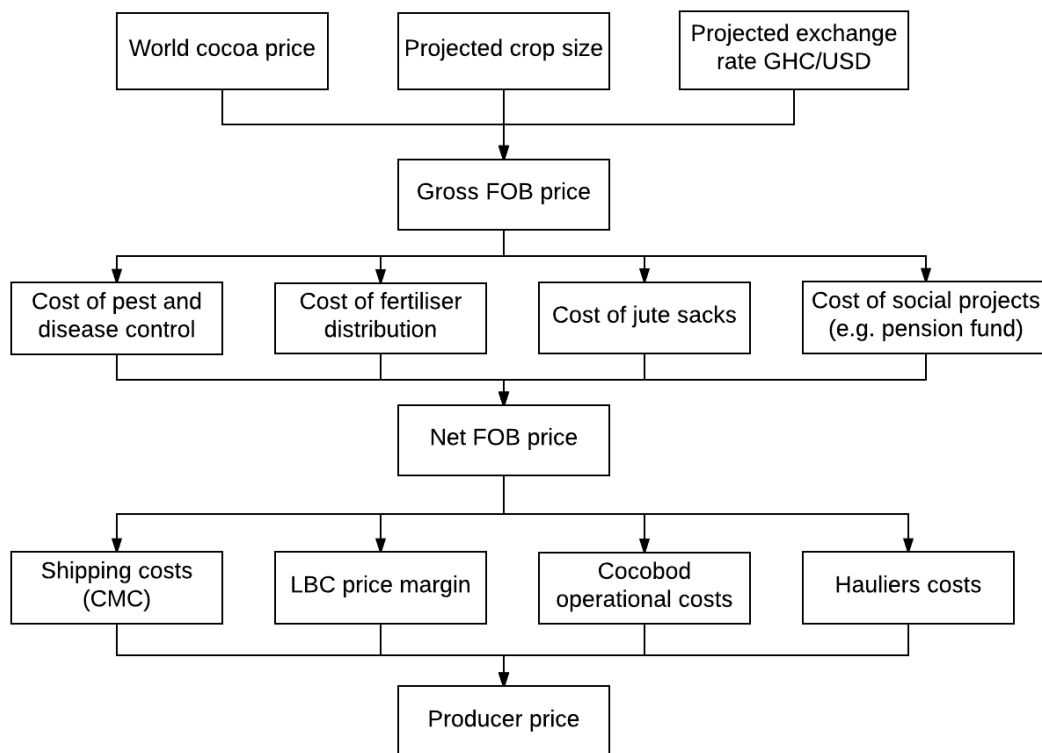 World cocoa price
Projected crop size
Projected exchange
rate GHC/USD
Gross FOB price
Cost of pest and
disease control
Cost of fertiliser
distribution
Cost of jute sacks
Cost of social projects
(e.g. pension fund)
Net FOB price
Shipping costs
(CMC)
LBC price margin
Cocobod
operational costs
Hauliers costs
Producer price